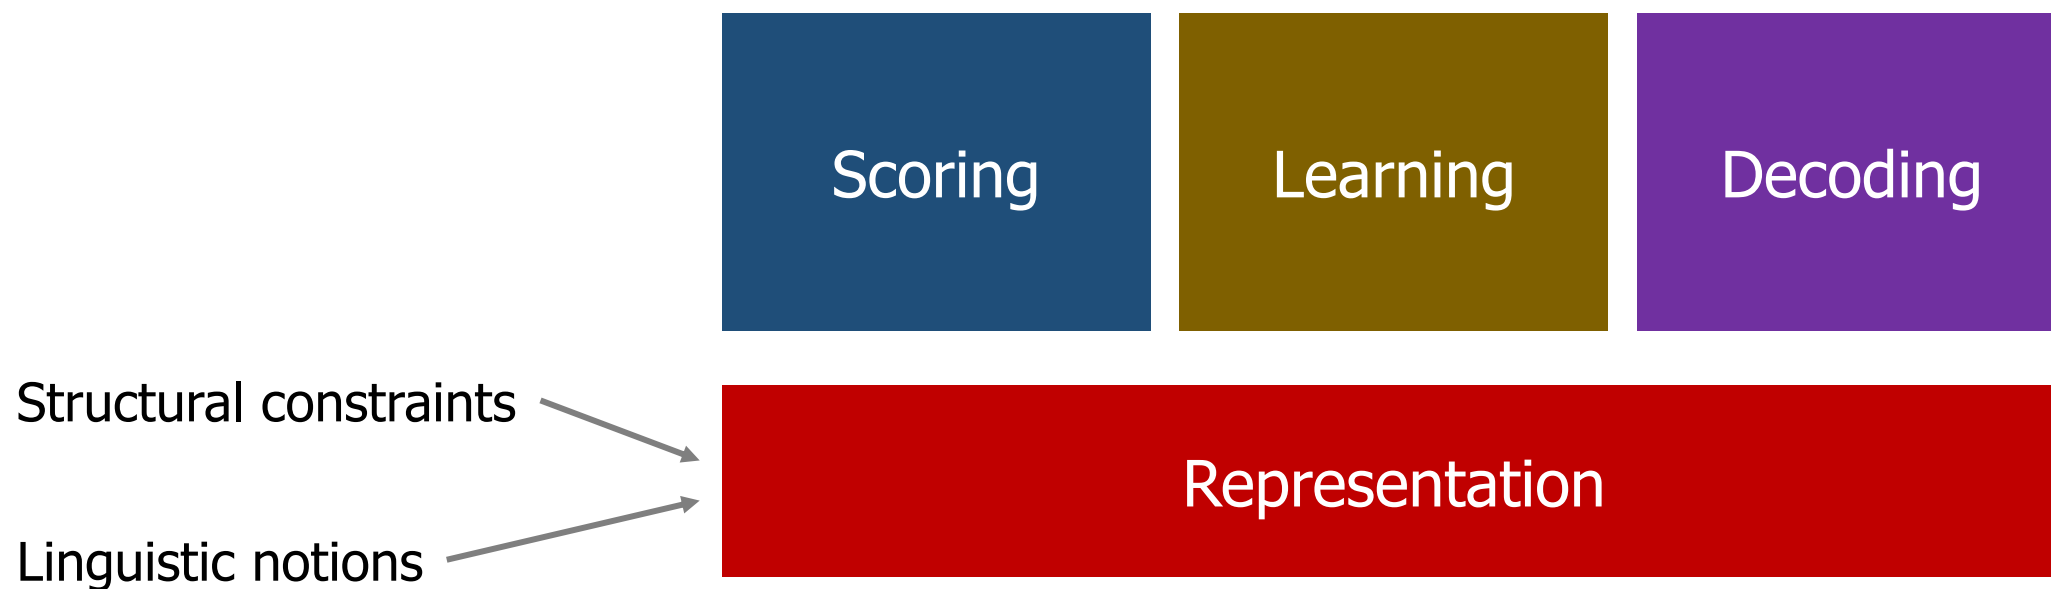 Scoring
Learning
Decoding
Structural constraints
Representation
Linguistic notions